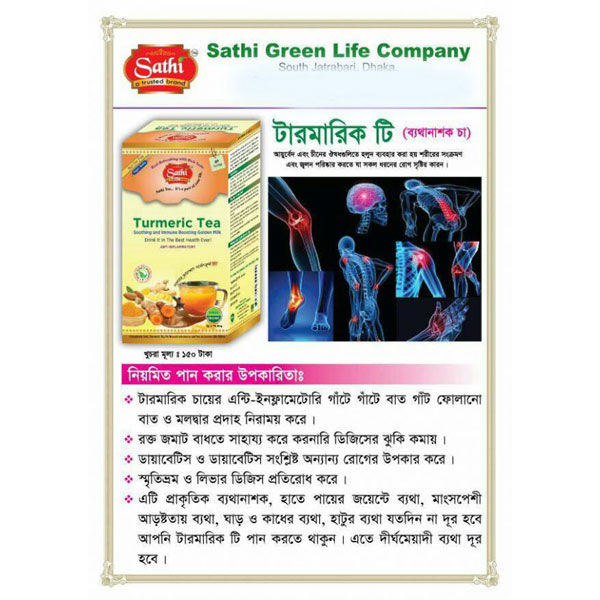 Sathi
a trusted brand
Sathi Green Life Company
South Jatrabari, Dhaka.
টারমারিক টি (ব্যথানাশক চা)
আয়ুর্বেদ এবং চীনের ঔষধগুলিতে হলুদ ব্যবহার করা হয় শরীরের সংক্রমণ
এবং জ্বলন পরিষ্কার করতে যা সকল ধরনের রোগ সৃষ্টির কারন ।
Sathi
Turmeric Tea
Soothing and Immune Boosting Golden Milk
Drink It In The Best Health Ever!
ANTI-INFLAMMATORY
খুচরা মূল্য ঃ ১৫০ টাকা
নিয়মিত পান করার উপকারিতাঃ
❖ টারমারিক চায়ের এন্টি-ইনফ্লামেটোরি গাঁটে গাঁটে বাত গাঁট ফোলানো
বাত ও মলদ্বার প্রদাহ নিরাময় করে ।
❖ রক্ত জমাট বাধতে সাহায্য করে করনারি ডিজিসের ঝুকি কমায় ।
❖ ডায়াবেটিস ও ডায়াবেটিস সংশ্লিষ্ট অন্যান্য রোগের উপকার করে ।
❖ স্মৃতিভ্রম ও লিভার ডিজিস প্রতিরোধ করে ।
❖ এটি প্রাকৃতিক ব্যথানাশক, হাতে পায়ের জয়েন্টে ব্যথা, মাংসপেশী
আড়ষ্টতায় ব্যথা, ঘাড় ও কাধের ব্যথা, হাটুর ব্যথা যতদিন না দূর হবে
আপনি টারমারিক টি পান করতে থাকুন । এতে দীর্ঘমেয়াদী ব্যথা দূর
হবে ।